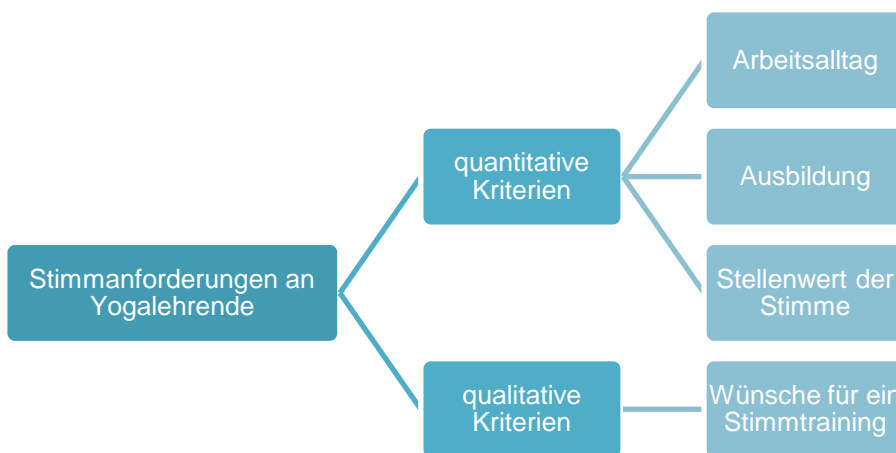 Stimmanforderungen an
Yogalehrende
quantitative
Kriterien
Arbeitsalltag
Ausbildung
Stellenwert der
Stimme
qualitative
Kriterien
Wünsche für ein
Stimmtraining